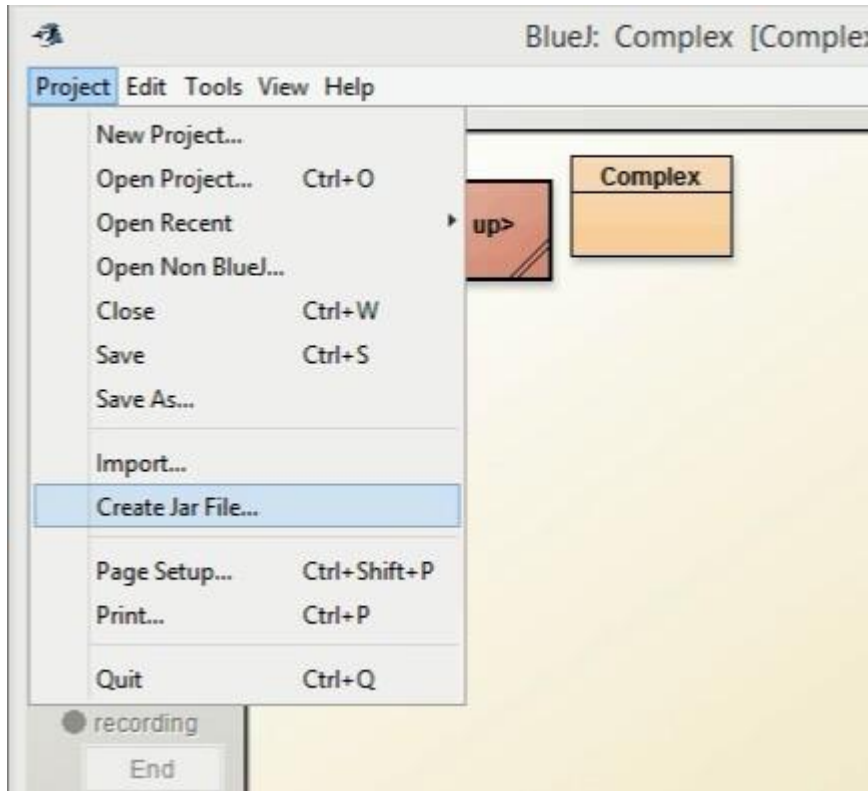 BlueJ: Complex [Complex
Project Edit Tools View Help
New Project...
Open Project... Ctrl+O
Open Recent
Open Non BlueJ...
Close Ctrl+W
Save Ctrl+S
Save As...
Import...
Create Jar File...
Page Setup... Ctrl+Shift+P
Print... Ctrl+P
Quit Ctrl+Q
up>
Complex
recording
End